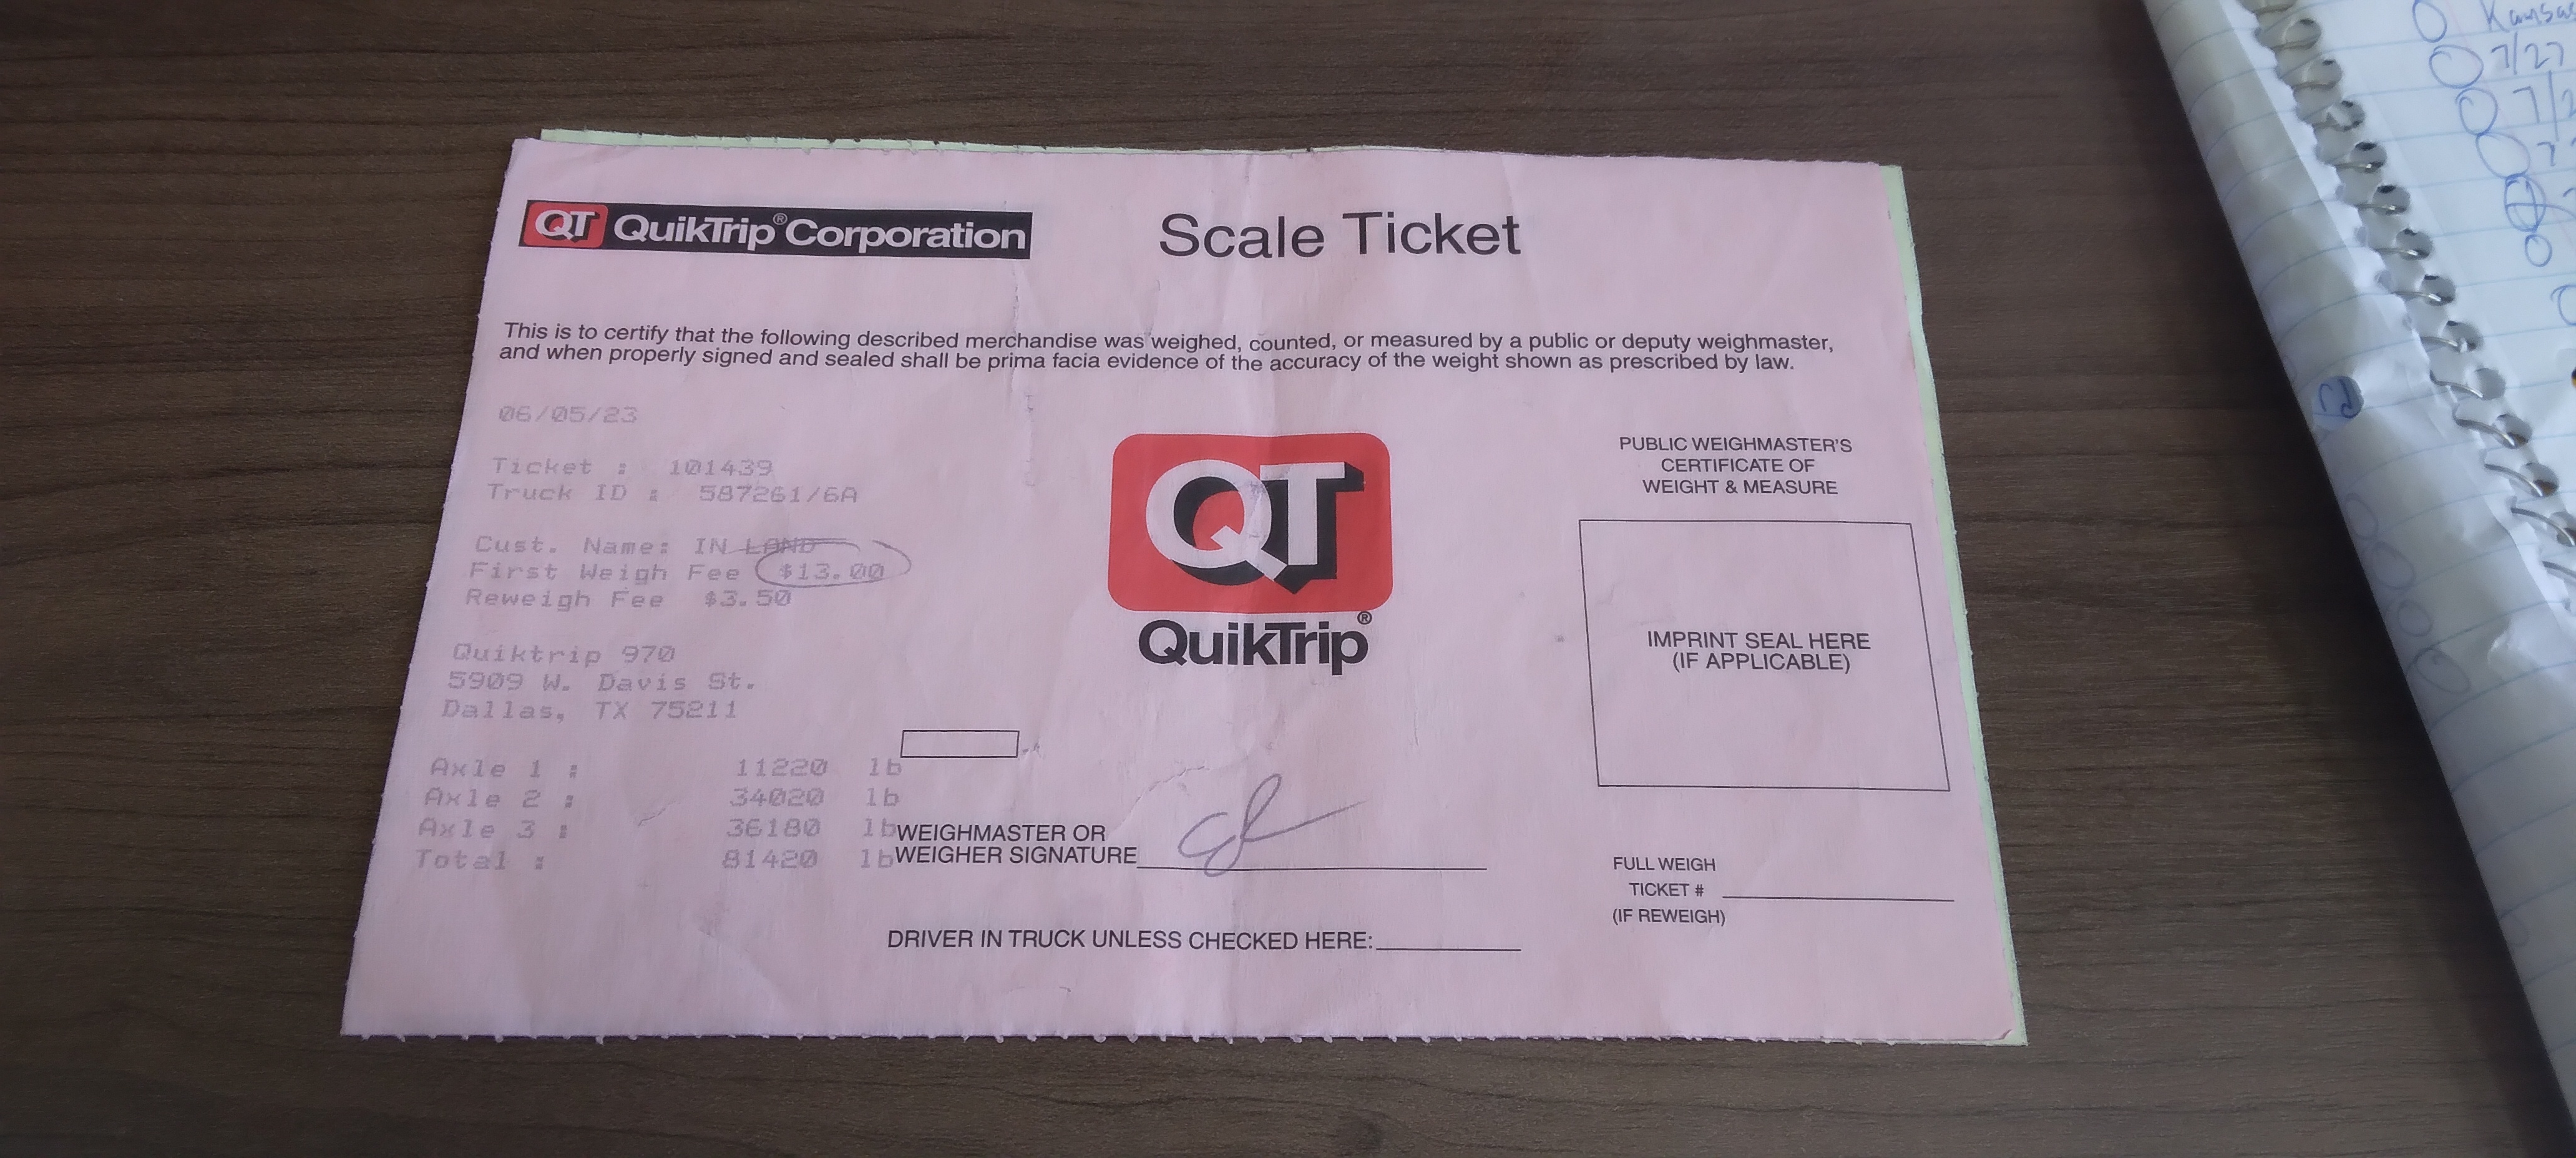 QT QuikTrip® Corporation
Scale Ticket
This is to certify that the following described merchandise was weighed, counted, or measured by a public or deputy weighmaster,
and when properly signed and sealed shall be prima facia evidence of the accuracy of the weight shown as prescribed by law.
06/05/23
Ticket : 101439
Truck ID : 587261/6A
Cust. Name: IN LAND
First Weigh Fee $13.00
Reweigh Fee $3.50
Quiktrip 970
5909 W. Davis St.
Dallas, TX 75211
Axle 1 : 11220 lb
Axle 2 : 34020 lb
Axle 3 : 36180 lb
Total : 81420 lb
QT
QuikTrip®
WEIGHMASTER OR
WEIGHER SIGNATURE
DRIVER IN TRUCK UNLESS CHECKED HERE:
PUBLIC WEIGHMASTER'S
CERTIFICATE OF
WEIGHT & MEASURE
IMPRINT SEAL HERE
(IF APPLICABLE)
FULL WEIGH
TICKET #
(IF REWEIGH)
Kansas
7/27